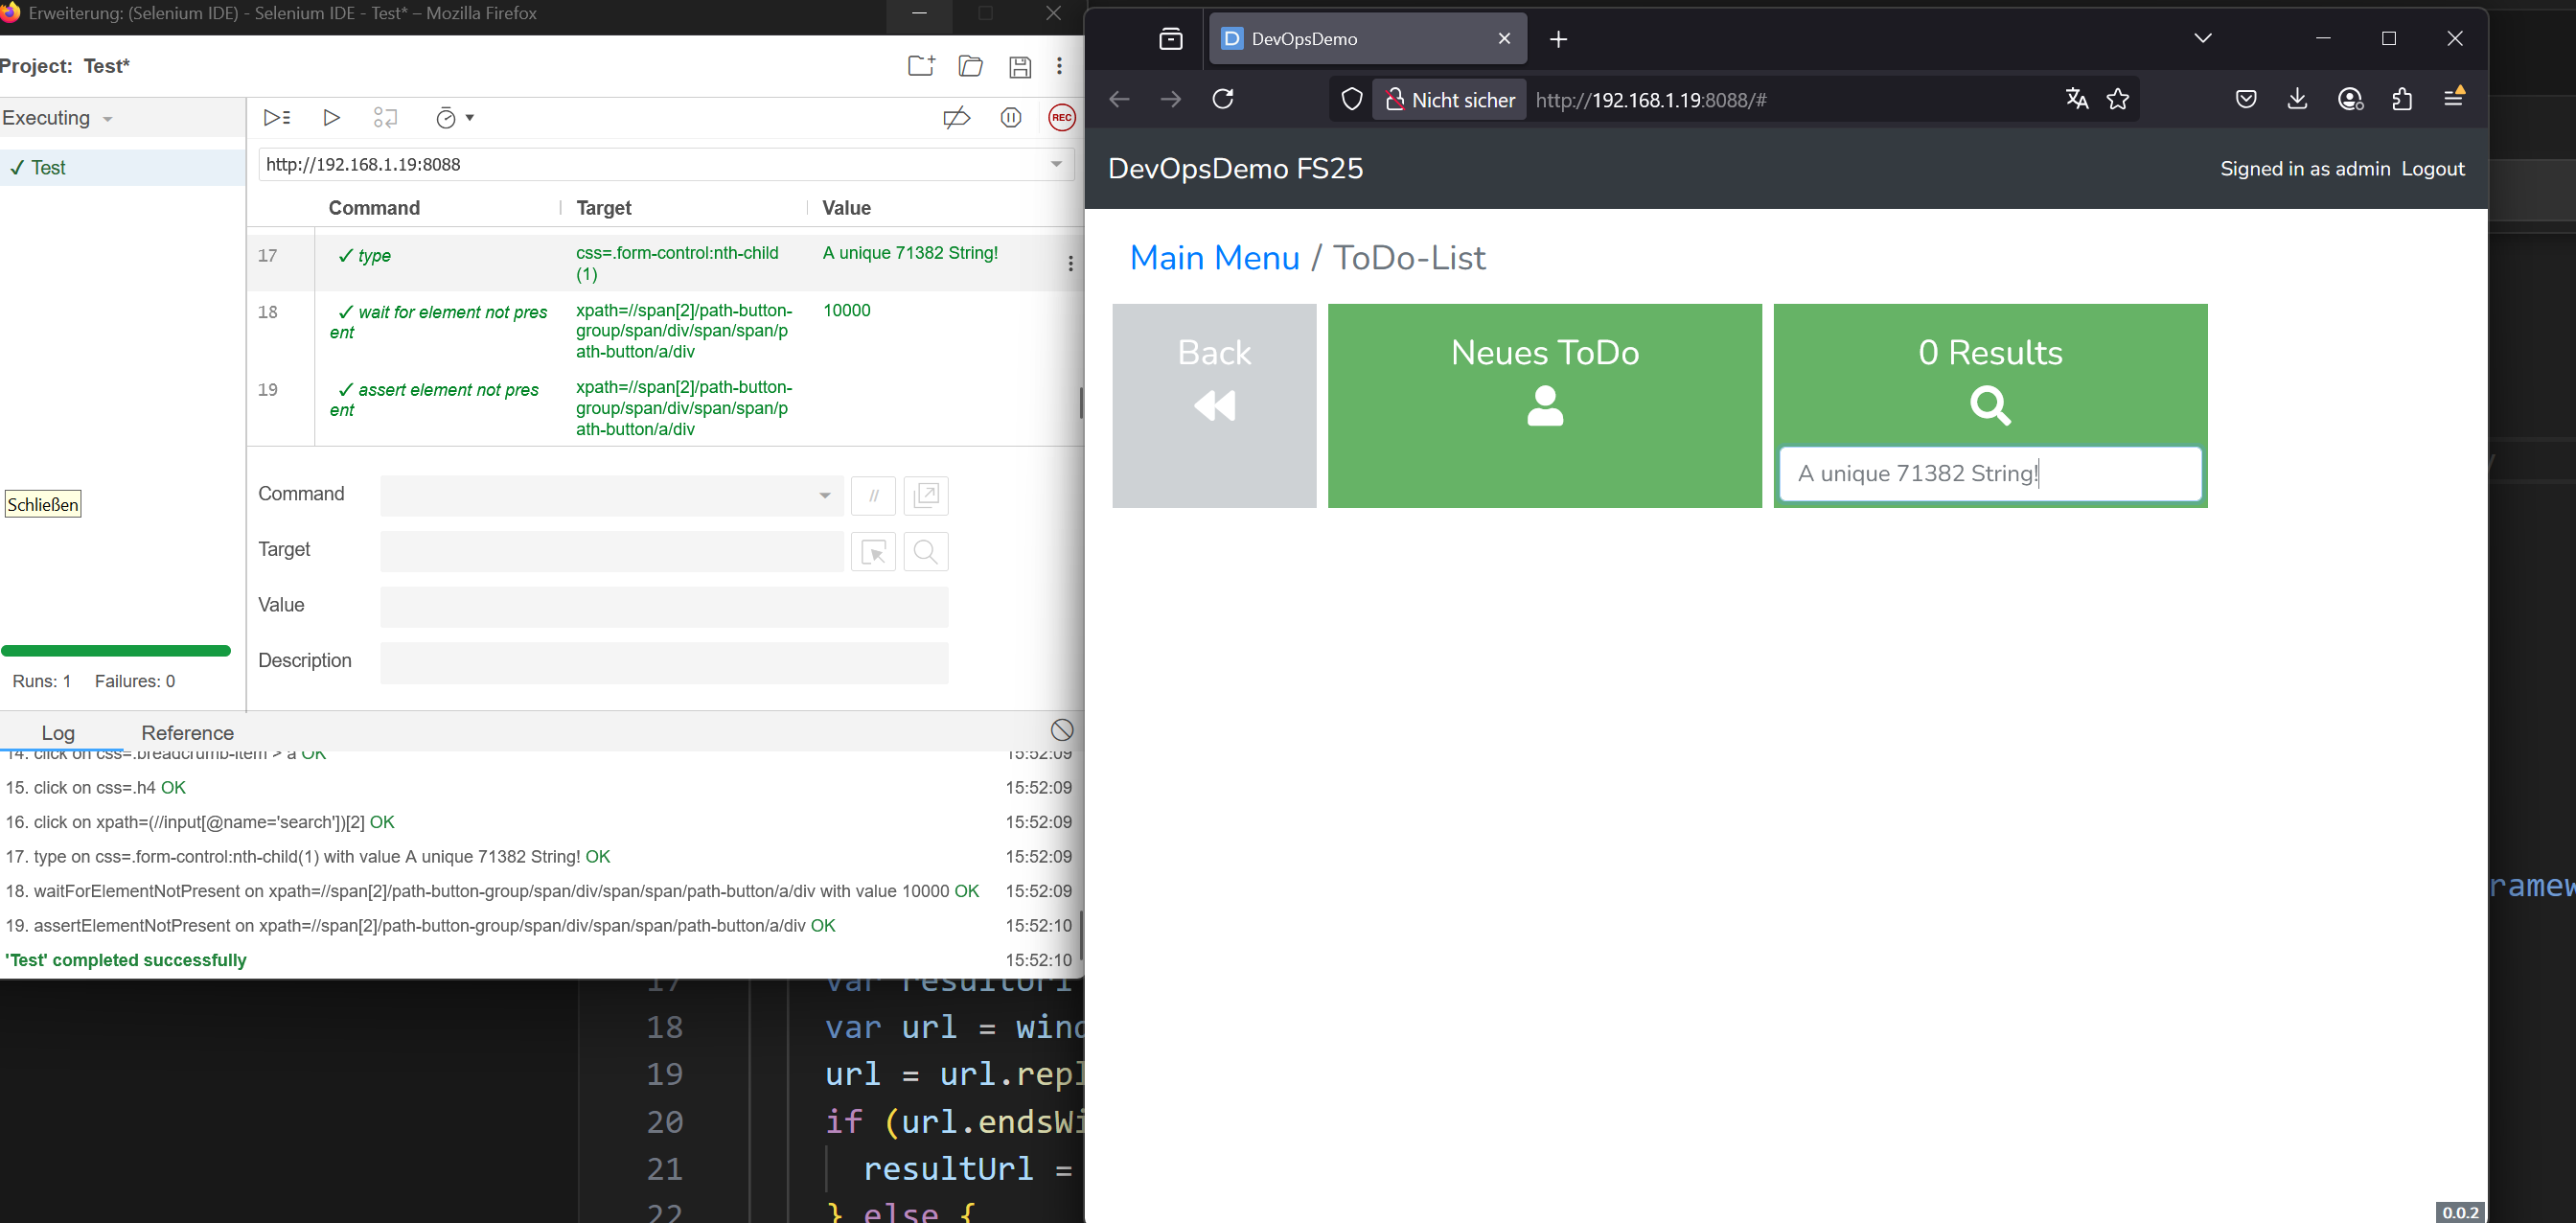 Erweiterung: (Selenium IDE) - Selenium IDE - Test* – Mozilla Firefox
Project: Test*
Executing
✓ Test
REC
http://192.168.1.19:8088
Command Target Value
17 ✓ type css=.form-control:nth-child A unique 71382 String!
(1)
18 ✓ wait for element not pres xpath=//span[2]/path-button- 10000
ent group/span/div/span/span/p
ath-button/a/div
19 ✓ assert element not pres xpath=//span[2]/path-button-
ent group/span/div/span/span/p
ath-button/a/div
Command //
Schließen
Target
Value
Description
Runs: 1 Failures: 0
Log Reference
14. click on css=.breadcrumb-item > a OK 15:52:09
15. click on css=.h4 OK 15:52:09
16. click on xpath=(//input[@name='search'])[2] OK 15:52:09
17. type on css=.form-control:nth-child(1) with value A unique 71382 String! OK 15:52:09
18. waitForElementNotPresent on xpath=//span[2]/path-button-group/span/div/span/span/path-button/a/div with value 10000 OK 15:52:09
19. assertElementNotPresent on xpath=//span[2]/path-button-group/span/div/span/span/path-button/a/div OK 15:52:10
'Test' completed successfully 15:52:10
17 var resultUrl
18 var url = wind
19 url = url.repl
20 if (url.endsWi
21 resultUrl =
22 } else {
D DevOpsDemo
Nicht sicher http://192.168.1.19:8088/#
DevOpsDemo FS25 Signed in as admin Logout
Main Menu / ToDo-List
Back
Neues ToDo
0 Results
A unique 71382 String!
0.0.2
ramew